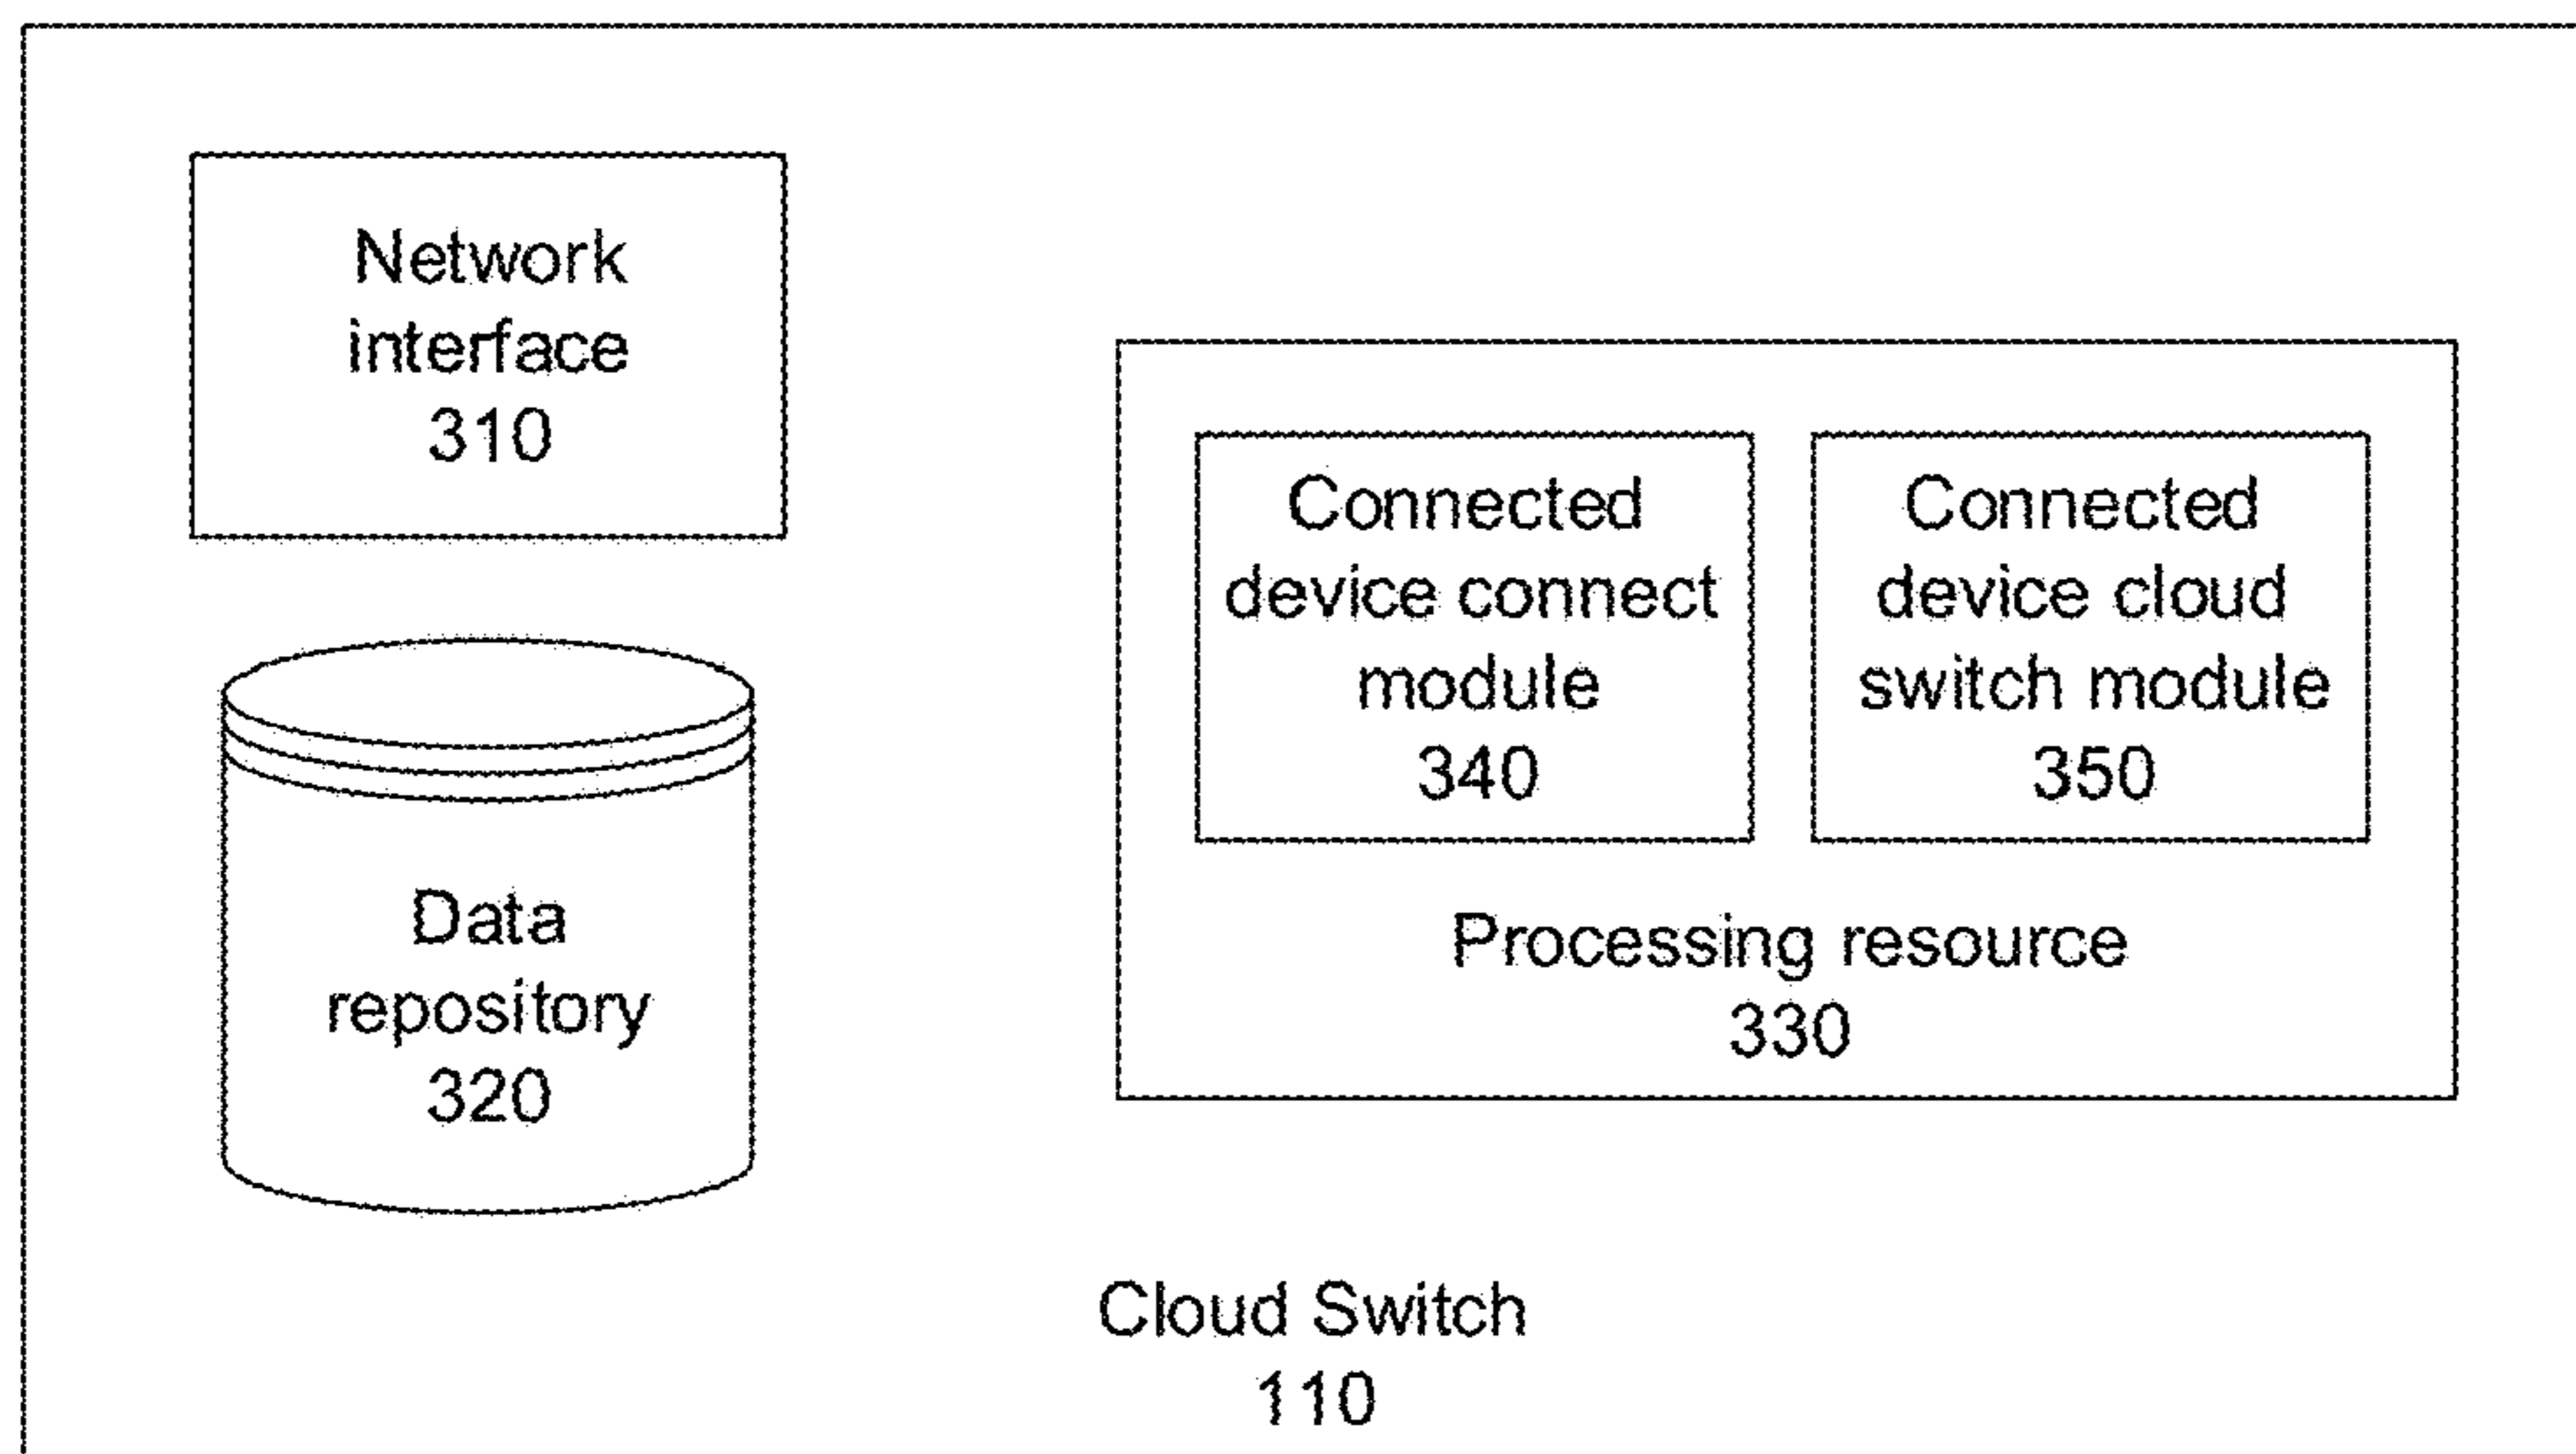 Network
interface
310
Data
repository
320
Connected
device connect
module
340
Connected
device cloud
switch module
350
Processing resource
330
Cloud Switch
110